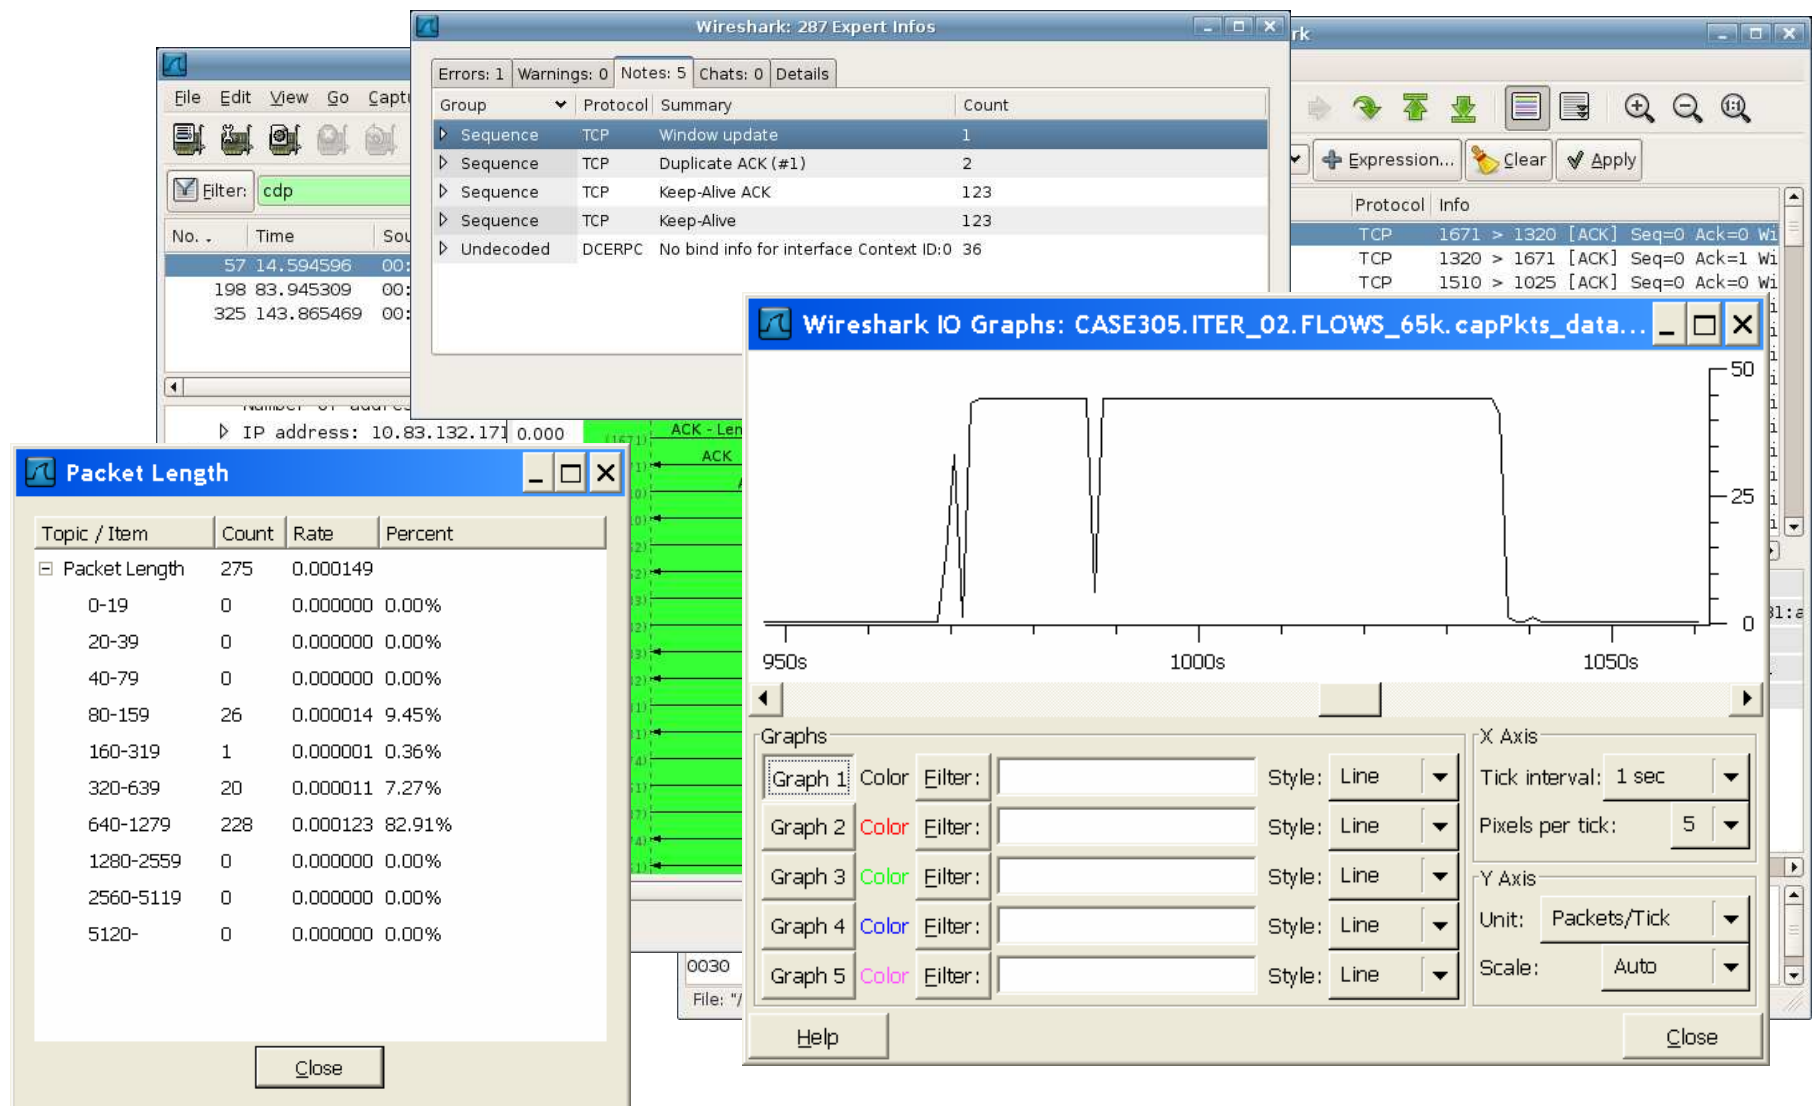 Wireshark: 287 Expert Infos
Errors: 1 Warnings: 0 Notes: 5 Chats: 0 Details
Group Protocol Summary Count
Sequence TCP Window update 1
Sequence TCP Duplicate ACK (#1) 2
Sequence TCP Keep-Alive ACK 123
Sequence TCP Keep-Alive 123
Undecoded DCERPC No bind info for interface Context ID:0 36
File Edit View Go Capt
Filter: cdp
No. . Time Sou
57 14.594596 00:
198 83.945309 00:
325 143.865469 00:
IP address: 10.83.132.171
0.000
ACK - Len
ACK
rk
Expression... Clear Apply
Protocol Info
TCP 1671 > 1320 [ACK] Seq=0 Ack=0 Wi
TCP 1320 > 1671 [ACK] Seq=0 Ack=1 Wi
TCP 1510 > 1025 [ACK] Seq=0 Ack=0 Wi
Packet Length
Topic / Item Count Rate Percent
Packet Length 275 0.000149
0-19 0 0.000000 0.00%
20-39 0 0.000000 0.00%
40-79 0 0.000000 0.00%
80-159 26 0.000014 9.45%
160-319 1 0.000001 0.36%
320-639 20 0.000011 7.27%
640-1279 228 0.000123 82.91%
1280-2559 0 0.000000 0.00%
2560-5119 0 0.000000 0.00%
5120- 0 0.000000 0.00%
Close
Wireshark IO Graphs: CASE305.ITER_02.FLOWS_65k.capPkts_data...
50
25
0
950s 1000s 1050s
Graphs
Graph 1 Color Filter: Style: Line
Graph 2 Color Filter: Style: Line
Graph 3 Color Filter: Style: Line
Graph 4 Color Filter: Style: Line
Graph 5 Color Filter: Style: Line
X Axis
Tick interval: 1 sec
Pixels per tick: 5
Y Axis
Unit: Packets/Tick
Scale: Auto
Help Close
0030
File: "/